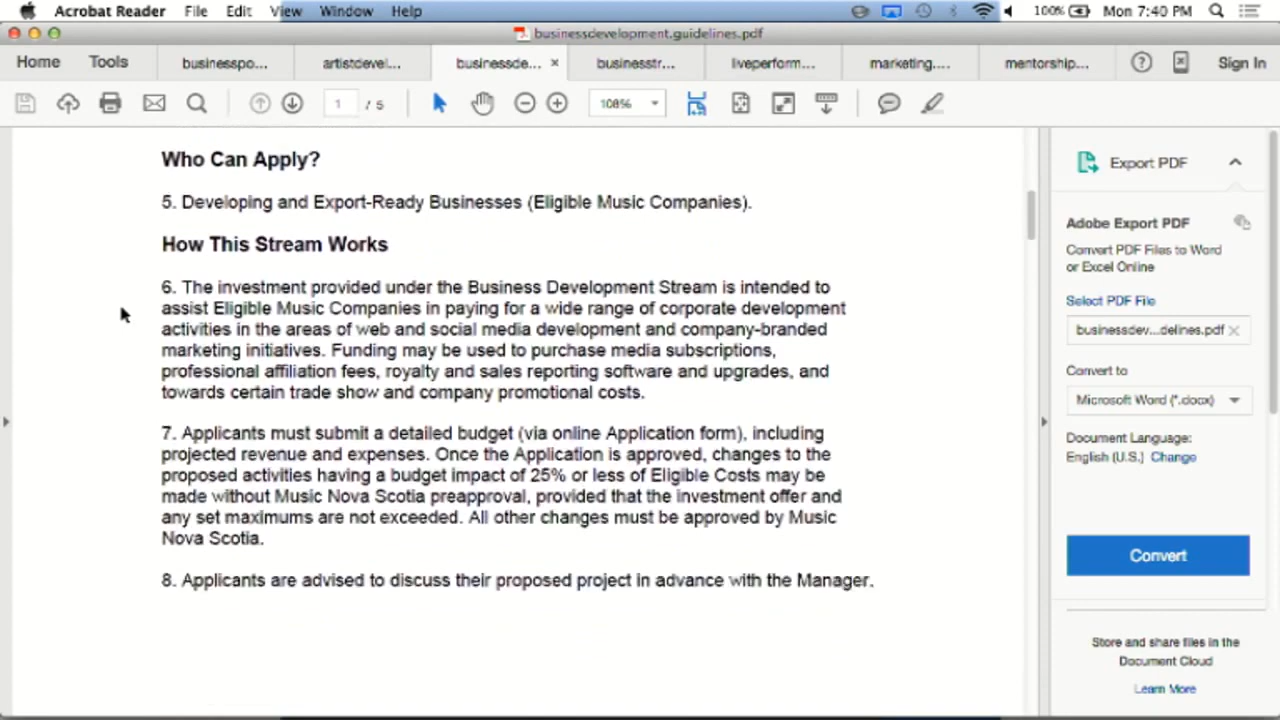 Acrobat Reader File Edit View Window Help 100% Mon 7:40 PM
businessdevelopment.guidelines.pdf
Home Tools businesspo... artistdevel... businessde... × businesstr... liveperform... marketing.... mentorship... Sign In
1 / 5 108%
Who Can Apply?
5. Developing and Export-Ready Businesses (Eligible Music Companies).
How This Stream Works
6. The investment provided under the Business Development Stream is intended to
assist Eligible Music Companies in paying for a wide range of corporate development
activities in the areas of web and social media development and company-branded
marketing initiatives. Funding may be used to purchase media subscriptions,
professional affiliation fees, royalty and sales reporting software and upgrades, and
towards certain trade show and company promotional costs.
7. Applicants must submit a detailed budget (via online Application form), including
projected revenue and expenses. Once the Application is approved, changes to the
proposed activities having a budget impact of 25% or less of Eligible Costs may be
made without Music Nova Scotia preapproval, provided that the investment offer and
any set maximums are not exceeded. All other changes must be approved by Music
Nova Scotia.
8. Applicants are advised to discuss their proposed project in advance with the Manager.
Export PDF
Adobe Export PDF
Convert PDF Files to Word
or Excel Online
Select PDF File
businessdev...delines.pdf ×
Convert to
Microsoft Word (*.docx)
Document Language:
English (U.S.) Change
Convert
Store and share files in the
Document Cloud
Learn More